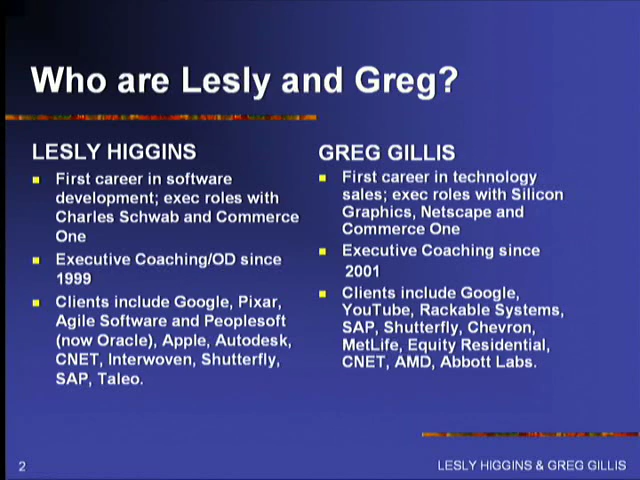 Who are Lesly and Greg?
LESLY HIGGINS
First career in software
development; exec roles with
Charles Schwab and Commerce
One
Executive Coaching/OD since
1999
Clients include Google, Pixar,
Agile Software and Peoplesoft
(now Oracle), Apple, Autodesk,
CNET, Interwoven, Shutterfly,
SAP, Taleo.
GREG GILLIS
First career in technology
sales; exec roles with Silicon
Graphics, Netscape and
Commerce One
Executive Coaching since
2001
Clients include Google,
YouTube, Rackable Systems,
SAP, Shutterfly, Chevron,
MetLife, Equity Residential,
CNET, AMD, Abbott Labs.
2
LESLY HIGGINS & GREG GILLIS